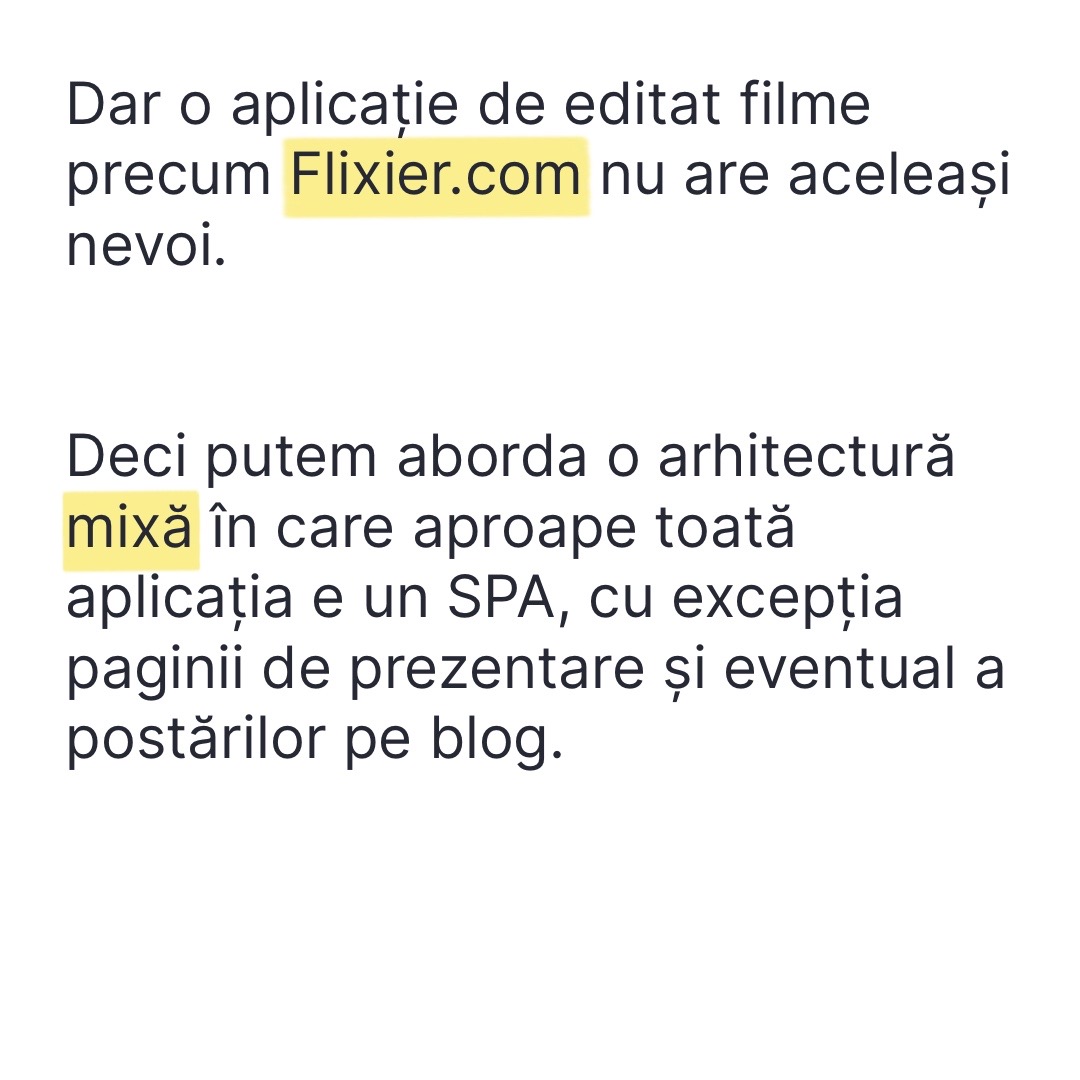 Dar o aplicație de editat filme
precum Flixier.com nu are aceleași
nevoi.
Deci putem aborda o arhitectură
mixă în care aproape toată
aplicația e un SPA, cu excepția
paginii de prezentare și eventual a
postărilor pe blog.